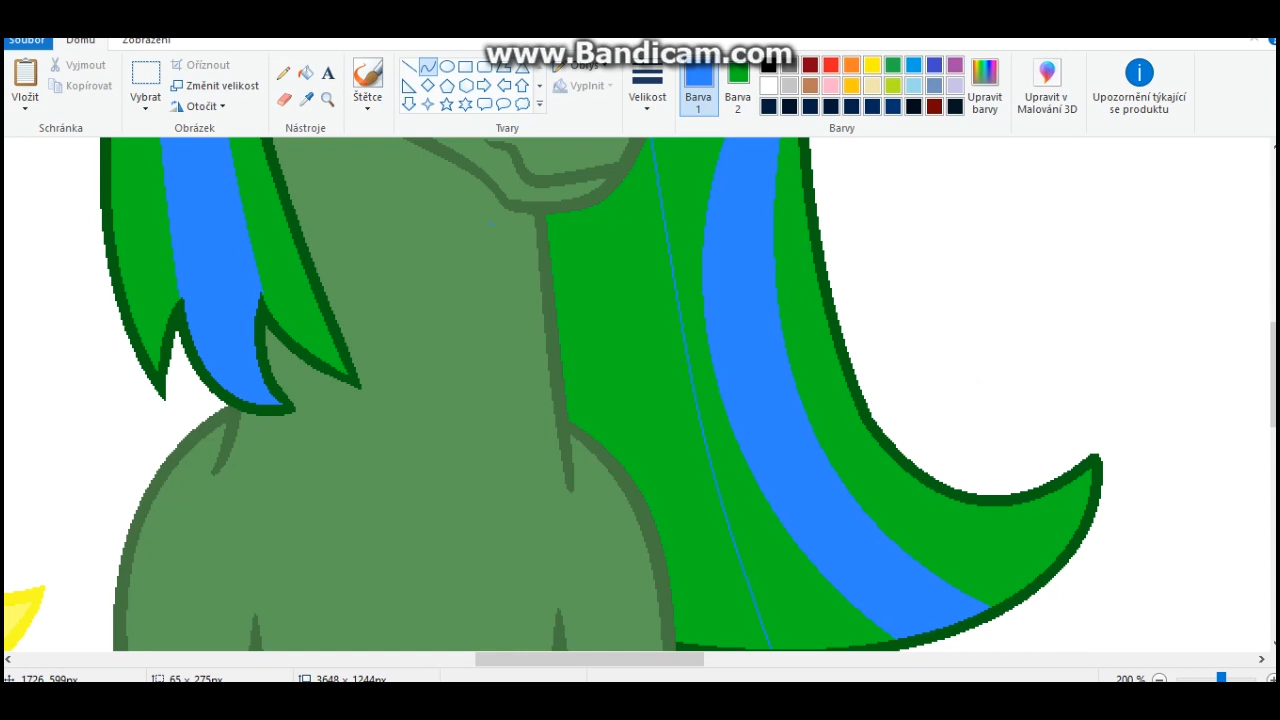 www.Bandicam.com
Soubor Domů Zobrazení
Vložit
Vyjmout
Kopírovat
Schránka
Vybrat
Oříznout
Změnit velikost
Otočit
Obrázek
A
Nástroje
Štětce
Obrys
Vyplnit
Tvary
Velikost
Barva 1
Barva 2
Upravit barvy
Barvy
Upravit v Malování 3D
Upozornění týkající se produktu
1726, 599px
65 × 275px
3648 × 1244px
200 %